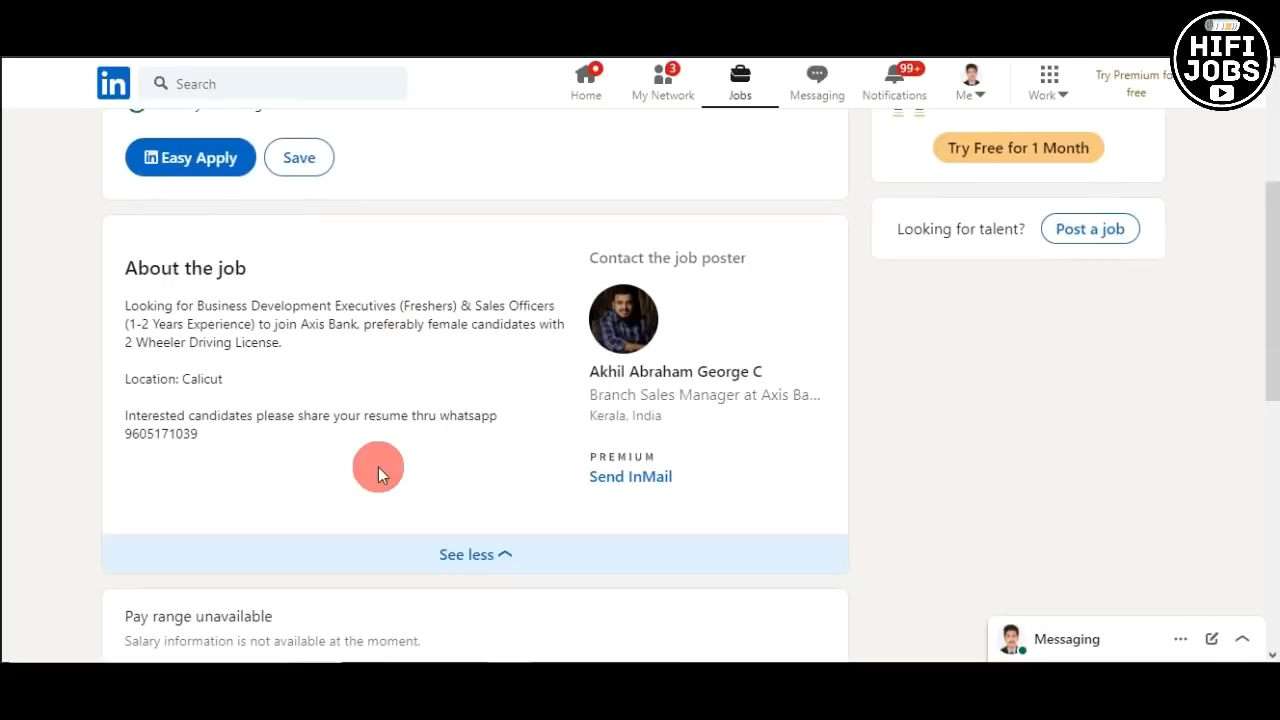 HIFI
JOBS
in
Search
Home
3
My Network
Jobs
Messaging
99+
Notifications
Me
Work
Try Premium fo
free
in Easy Apply
Save
Try Free for 1 Month
Looking for talent?
Post a job
About the job
Looking for Business Development Executives (Freshers) & Sales Officers
(1-2 Years Experience) to join Axis Bank, preferably female candidates with
2 Wheeler Driving License.
Location: Calicut
Interested candidates please share your resume thru whatsapp
9605171039
Contact the job poster
Akhil Abraham George C
Branch Sales Manager at Axis Ba...
Kerala, India
PREMIUM
Send InMail
See less
Pay range unavailable
Salary information is not available at the moment.
Messaging